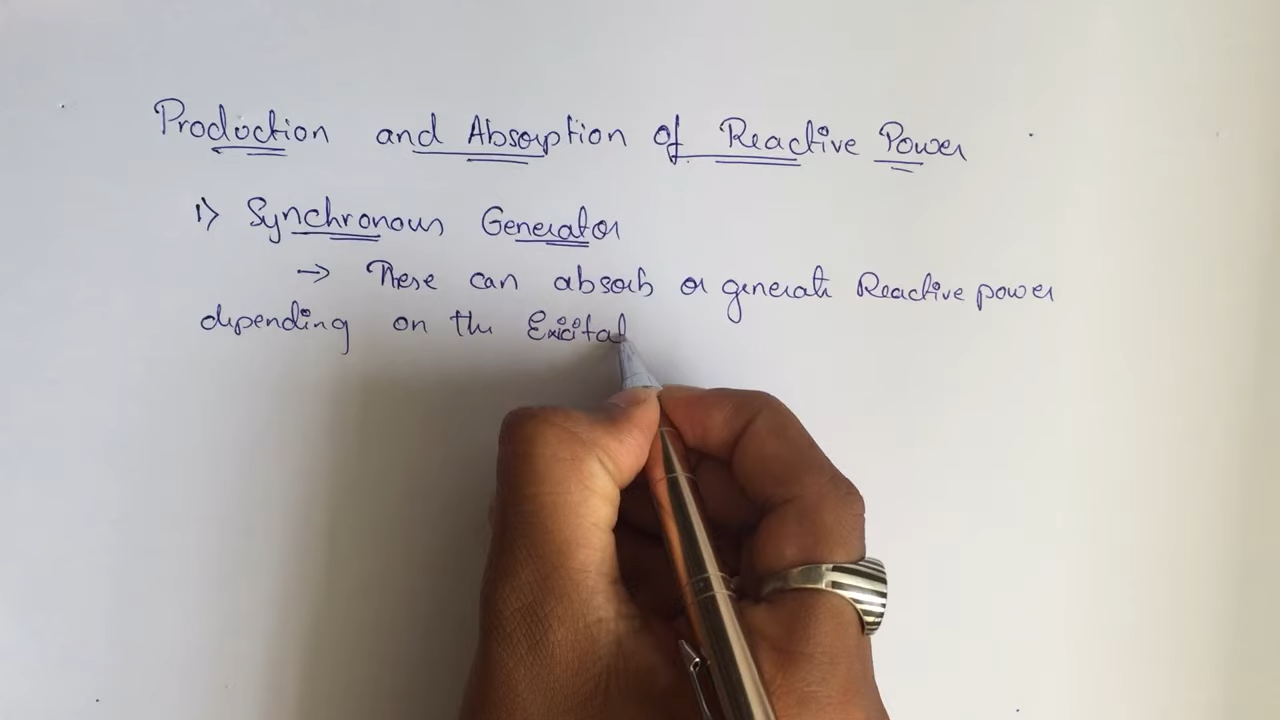 Production and Absorption of Reactive Power
1) Synchronous Generator
→ These can absorb or generate Reactive power
depending on the Exicital